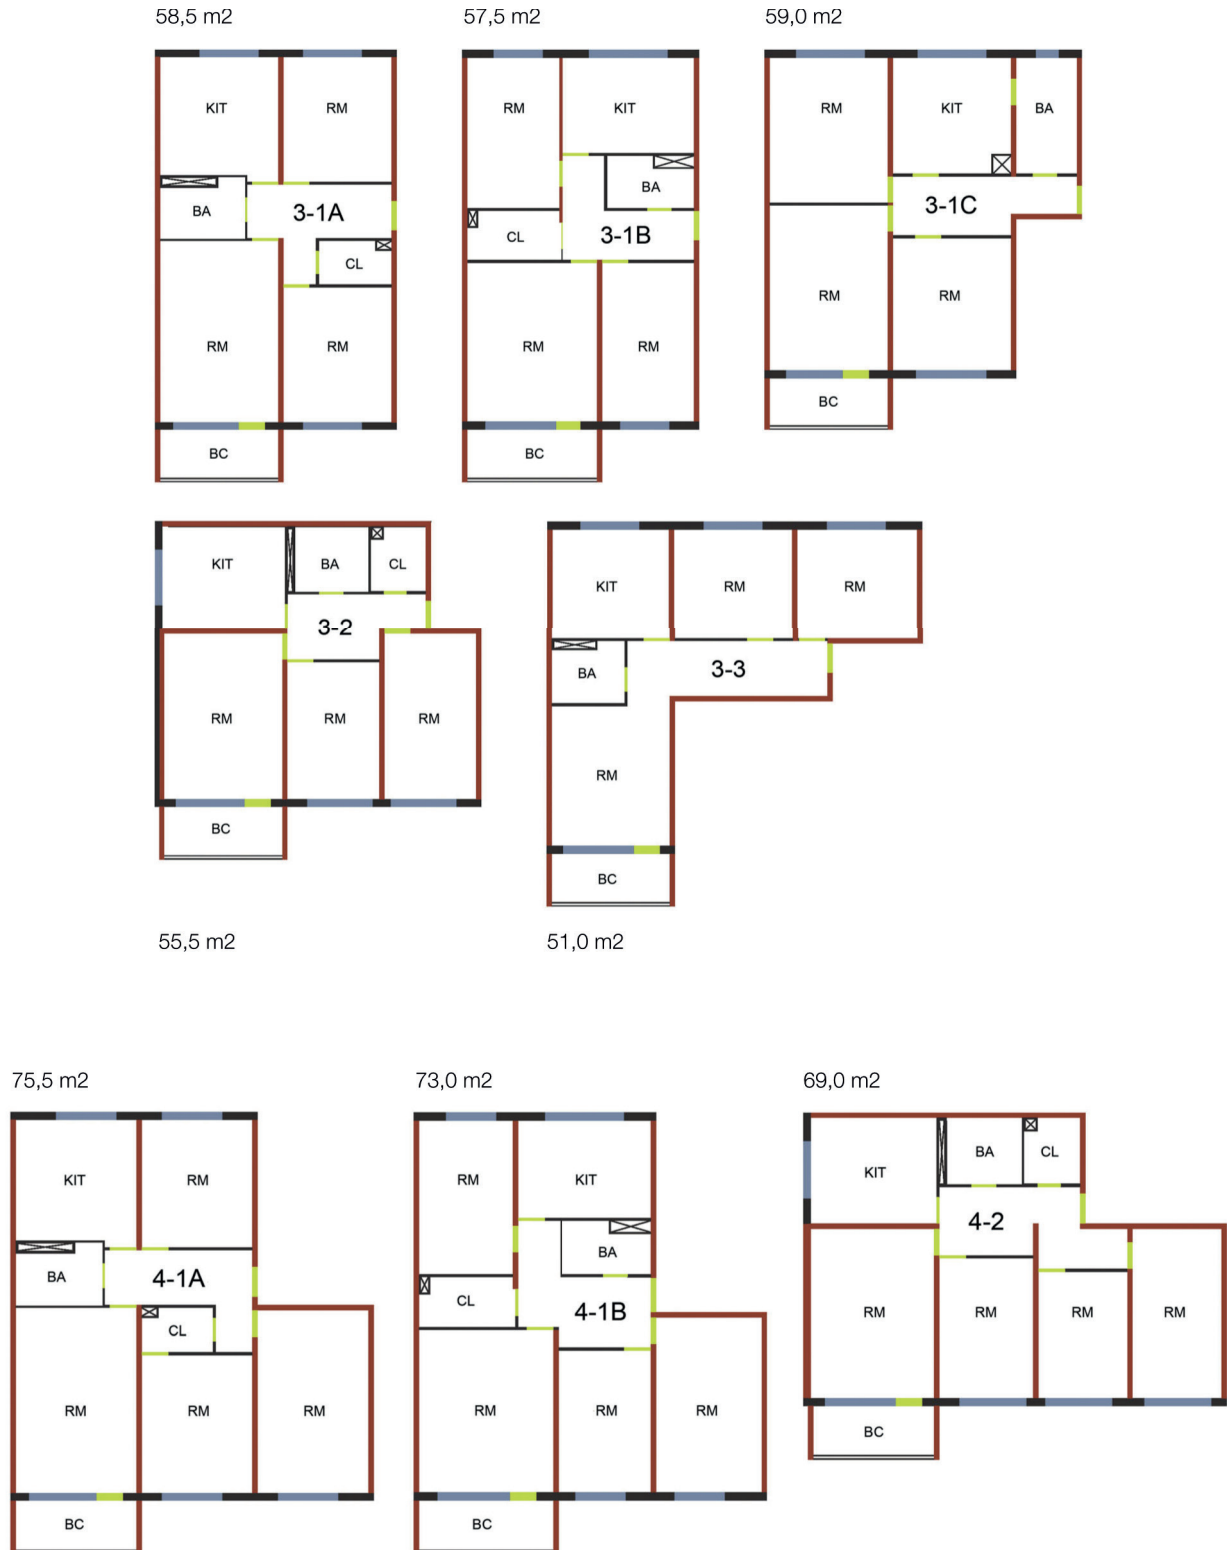 58,5 m2
57,5 m2
59,0 m2
KIT
RM
BA
3-1A
CL
RM
RM
BC
RM
KIT
BA
CL
3-1B
RM
RM
BC
RM
KIT
BA
3-1C
RM
RM
BC
KIT
BA
CL
3-2
RM
RM
RM
BC
KIT
RM
RM
BA
3-3
RM
BC
55,5 m2
51,0 m2
75,5 m2
73,0 m2
69,0 m2
KIT
RM
BA
4-1A
CL
RM
RM
RM
BC
RM
KIT
BA
CL
4-1B
RM
RM
RM
BC
KIT
BA
CL
4-2
RM
RM
RM
RM
BC